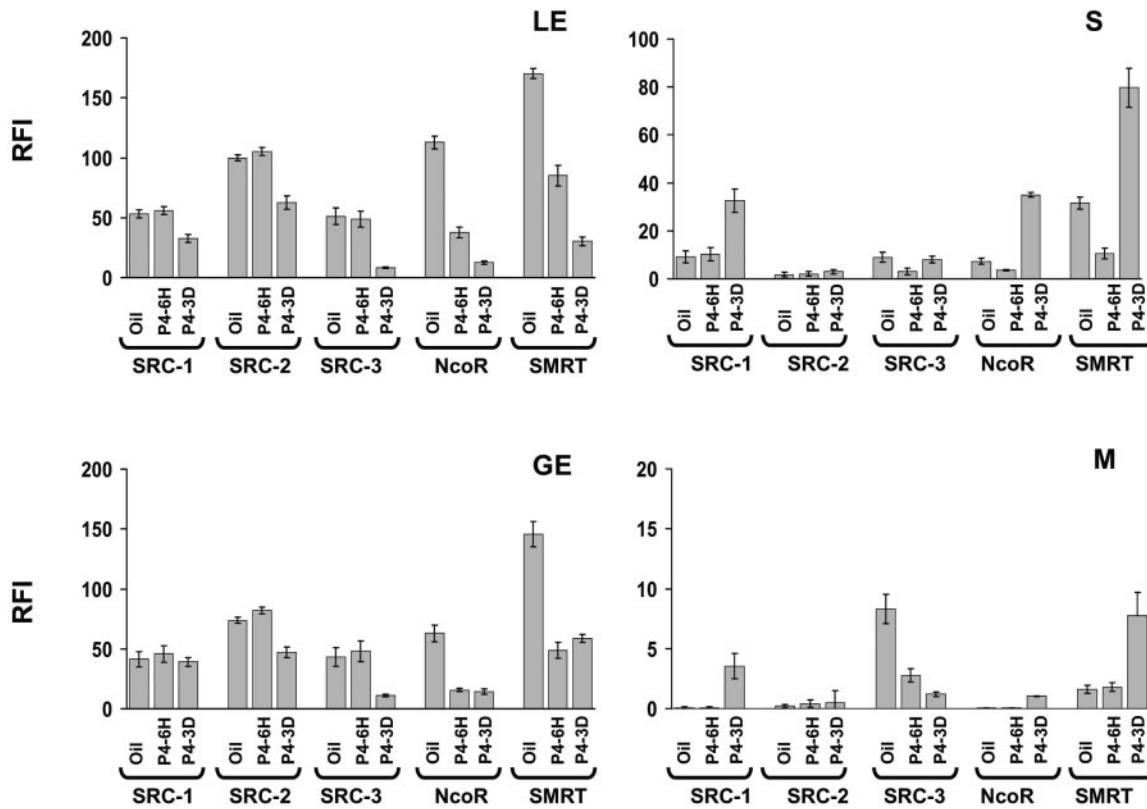 LE
RFI
200
150
100
50
0
Oil
P4-6H
P4-3D
Oil
P4-6H
P4-3D
Oil
P4-6H
P4-3D
Oil
P4-6H
P4-3D
Oil
P4-6H
P4-3D
SRC-1 SRC-2 SRC-3 NcoR SMRT
S
100
80
60
40
20
0
Oil
P4-6H
P4-3D
Oil
P4-6H
P4-3D
Oil
P4-6H
P4-3D
Oil
P4-6H
P4-3D
Oil
P4-6H
P4-3D
SRC-1 SRC-2 SRC-3 NcoR SMRT
GE
RFI
200
150
100
50
0
Oil
P4-6H
P4-3D
Oil
P4-6H
P4-3D
Oil
P4-6H
P4-3D
Oil
P4-6H
P4-3D
Oil
P4-6H
P4-3D
SRC-1 SRC-2 SRC-3 NcoR SMRT
M
20
15
10
5
0
Oil
P4-6H
P4-3D
Oil
P4-6H
P4-3D
Oil
P4-6H
P4-3D
Oil
P4-6H
P4-3D
Oil
P4-6H
P4-3D
SRC-1 SRC-2 SRC-3 NcoR SMRT